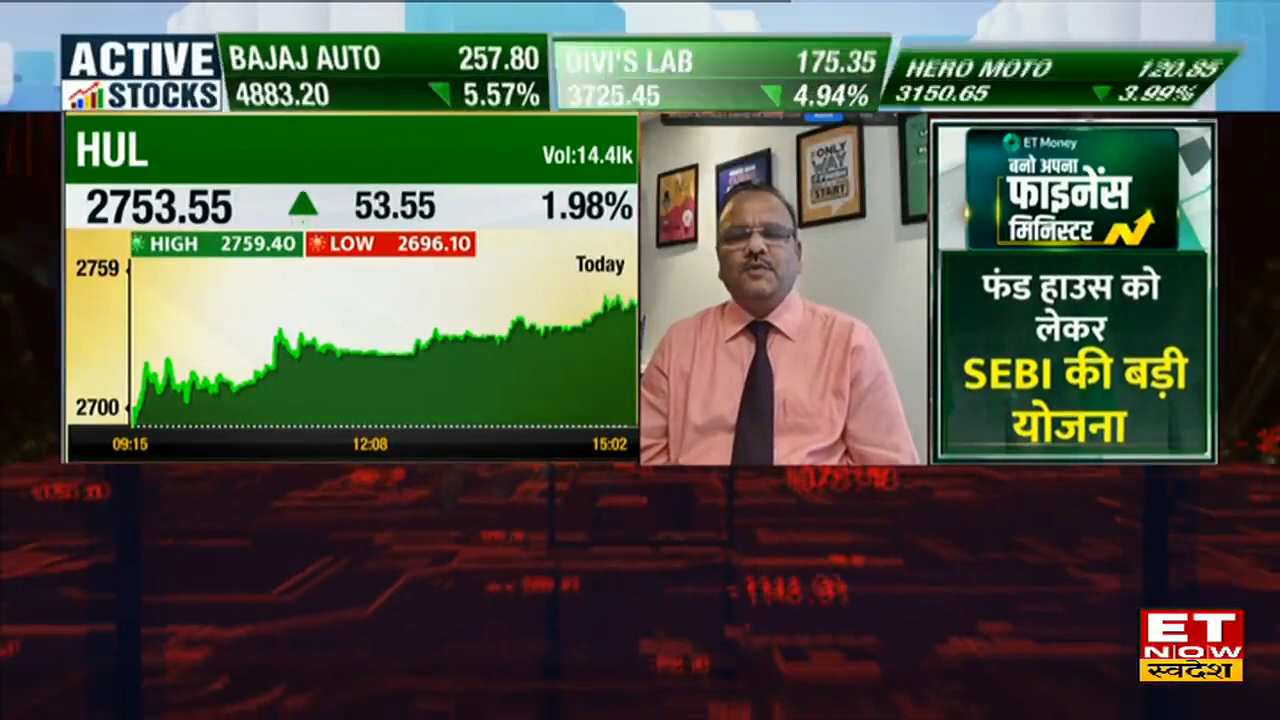 ACTIVE
STOCKS
BAJAJ AUTO 257.80
4883.20 5.57%
DIVI'S LAB 175.35
3725.45 4.94%
HERO MOTO 120.85
3150.65 3.99%
HUL
Vol:14.4lk
2753.55 53.55 1.98%
HIGH 2759.40 LOW 2696.10
Today
2759
2700
09:15 12:08 15:02
ONLY
WAY
START
ET Money
बनो अपना
फाइनेंस
मिनिस्टर
फंड हाउस को
लेकर
SEBI की बड़ी
योजना
ET
NOW
स्वदेश